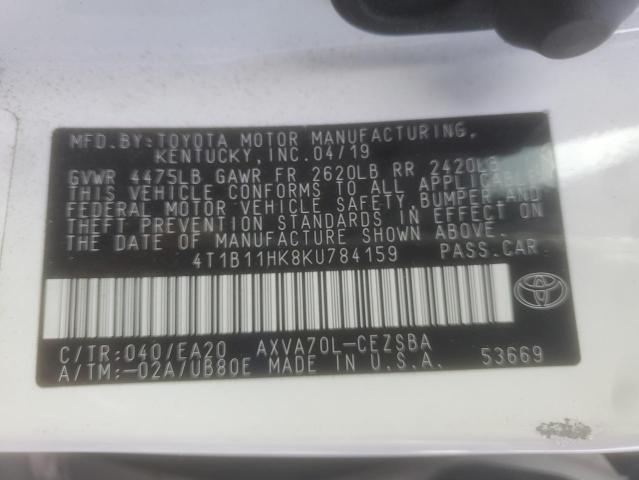 MFD. BY: TOYOTA MOTOR MANUFACTURING,
KENTUCKY, INC. 04/19
GVWR 4475LB GAWR FR 2620LB RR 2420LB
THIS VEHICLE CONFORMS TO ALL APPLICABLE
FEDERAL MOTOR VEHICLE SAFETY, BUMPER AND
THEFT PREVENTION STANDARDS IN EFFECT ON
THE DATE OF MANUFACTURE SHOWN ABOVE.
4T1B11HK8KU784159 PASS. CAR
C/TR: 040/EA20 AXVA70L-CEZSBA
A/TM: -02A/UB80E MADE IN U.S.A. 53669